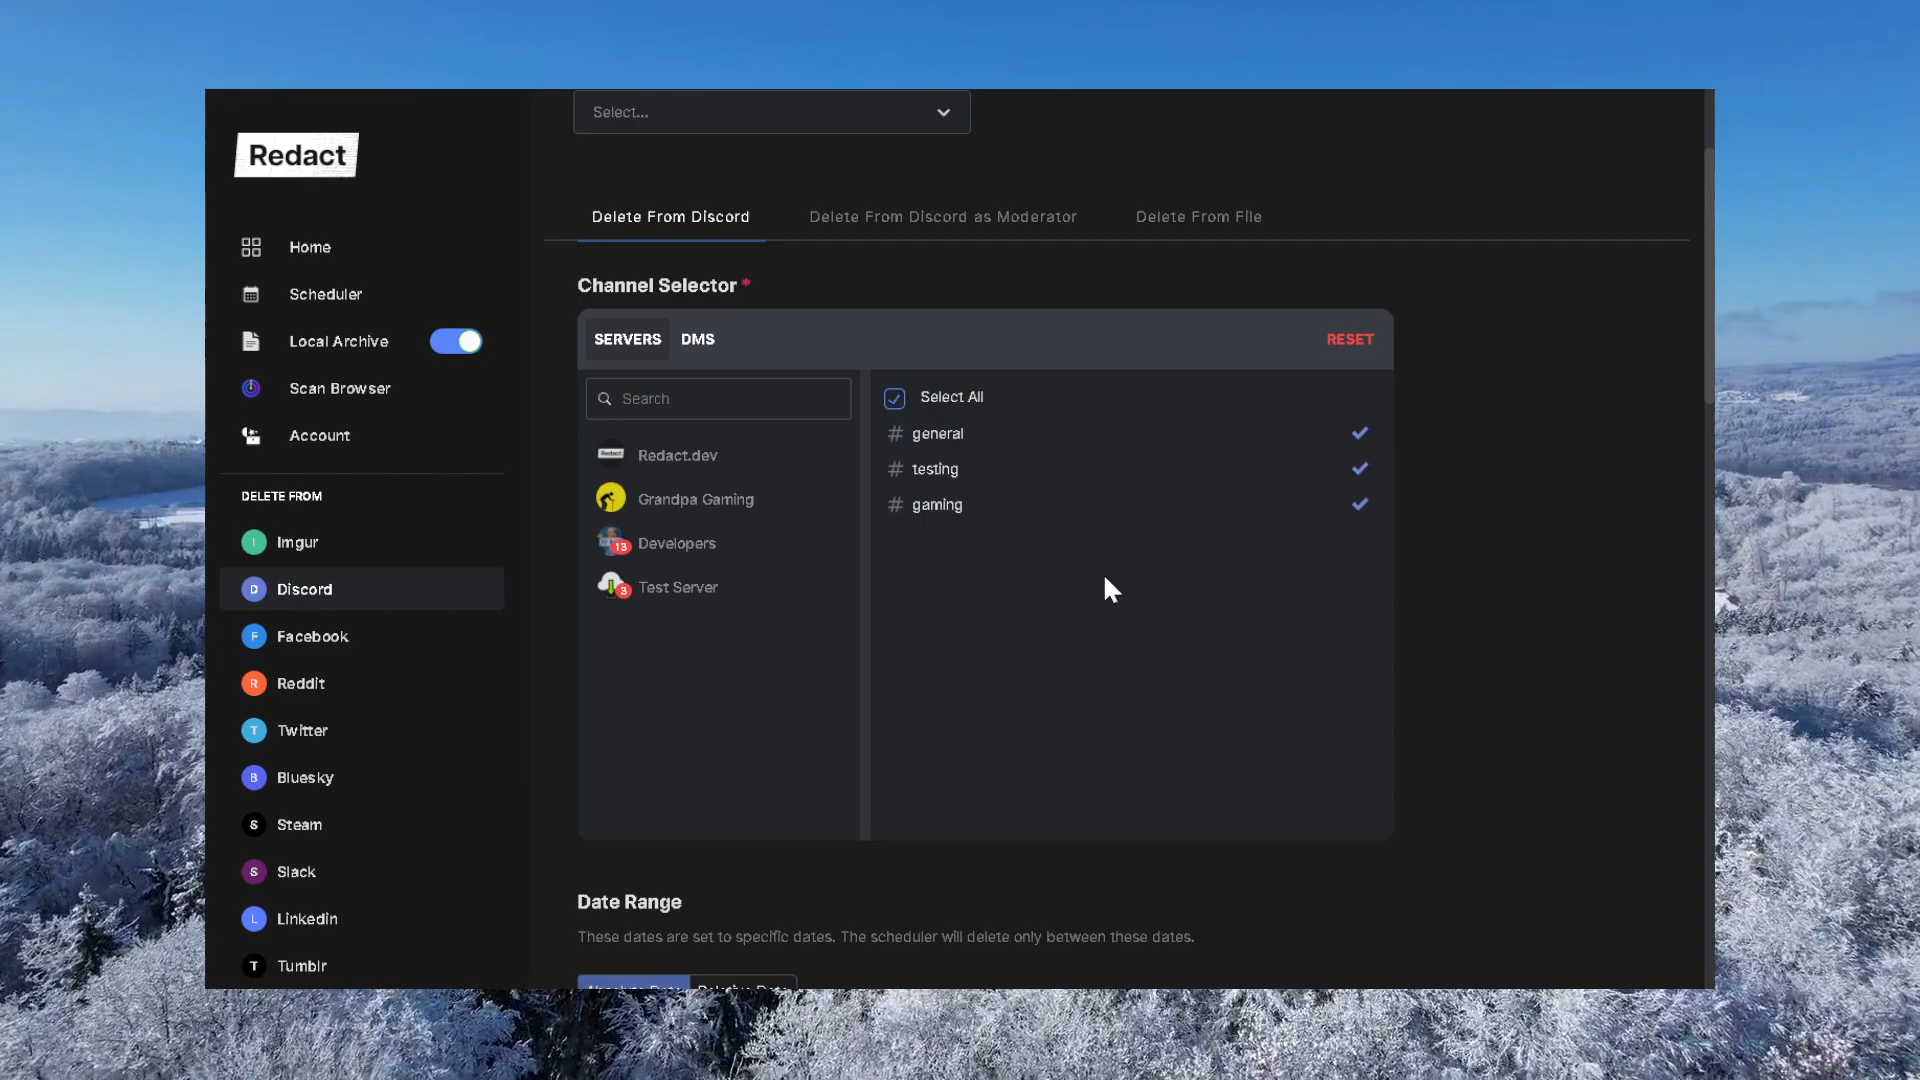 Select...
Redact
Delete From Discord
Delete From Discord as Moderator
Delete From File
Home
Scheduler
Local Archive
Scan Browser
Account
DELETE FROM
I Imgur
D Discord
F Facebook
R Reddit
T Twitter
B Bluesky
S Steam
S Slack
L Linkedin
T Tumblr
Channel Selector *
SERVERS
DMS
RESET
Search
Redact Redact.dev
Grandpa Gaming
13 Developers
3 Test Server
Select All
# general
# testing
# gaming
Date Range
These dates are set to specific dates. The scheduler will delete only between these dates.